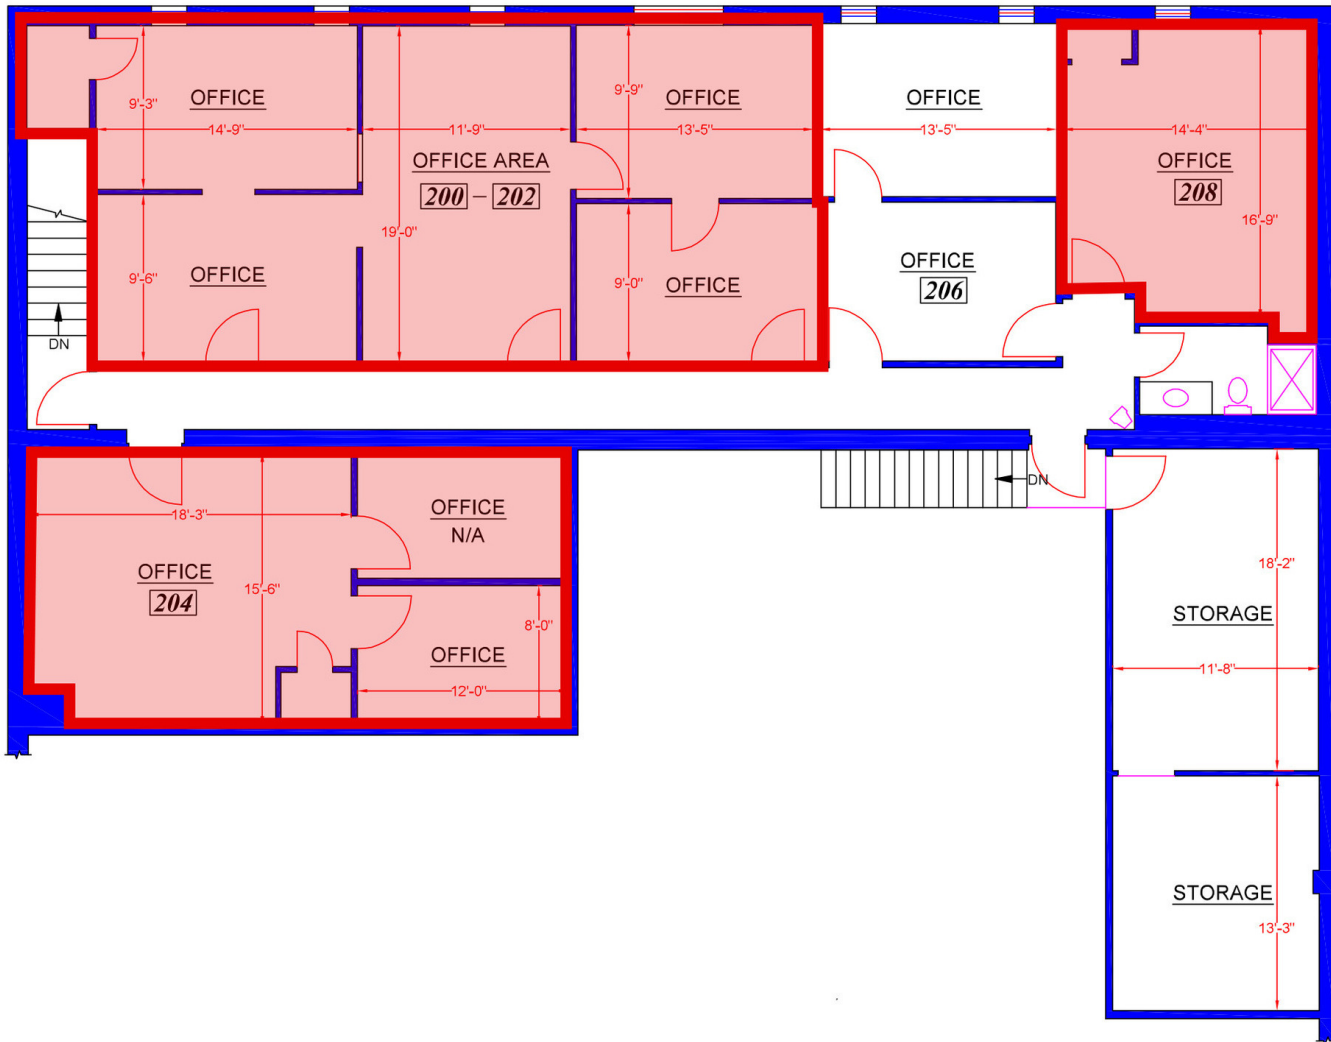 OFFICE
9'-3"
14'-9"
OFFICE
9'-6"
11'-9"
OFFICE AREA
200 – 202
19'-0"
9'-9"
OFFICE
13'-5"
OFFICE
9'-0"
OFFICE
13'-5"
OFFICE
206
14'-4"
OFFICE
208
16'-9"
DN
18'-3"
OFFICE
204
15'-6"
OFFICE
N/A
8'-0"
OFFICE
12'-0"
DN
18'-2"
STORAGE
11'-8"
STORAGE
13'-3"